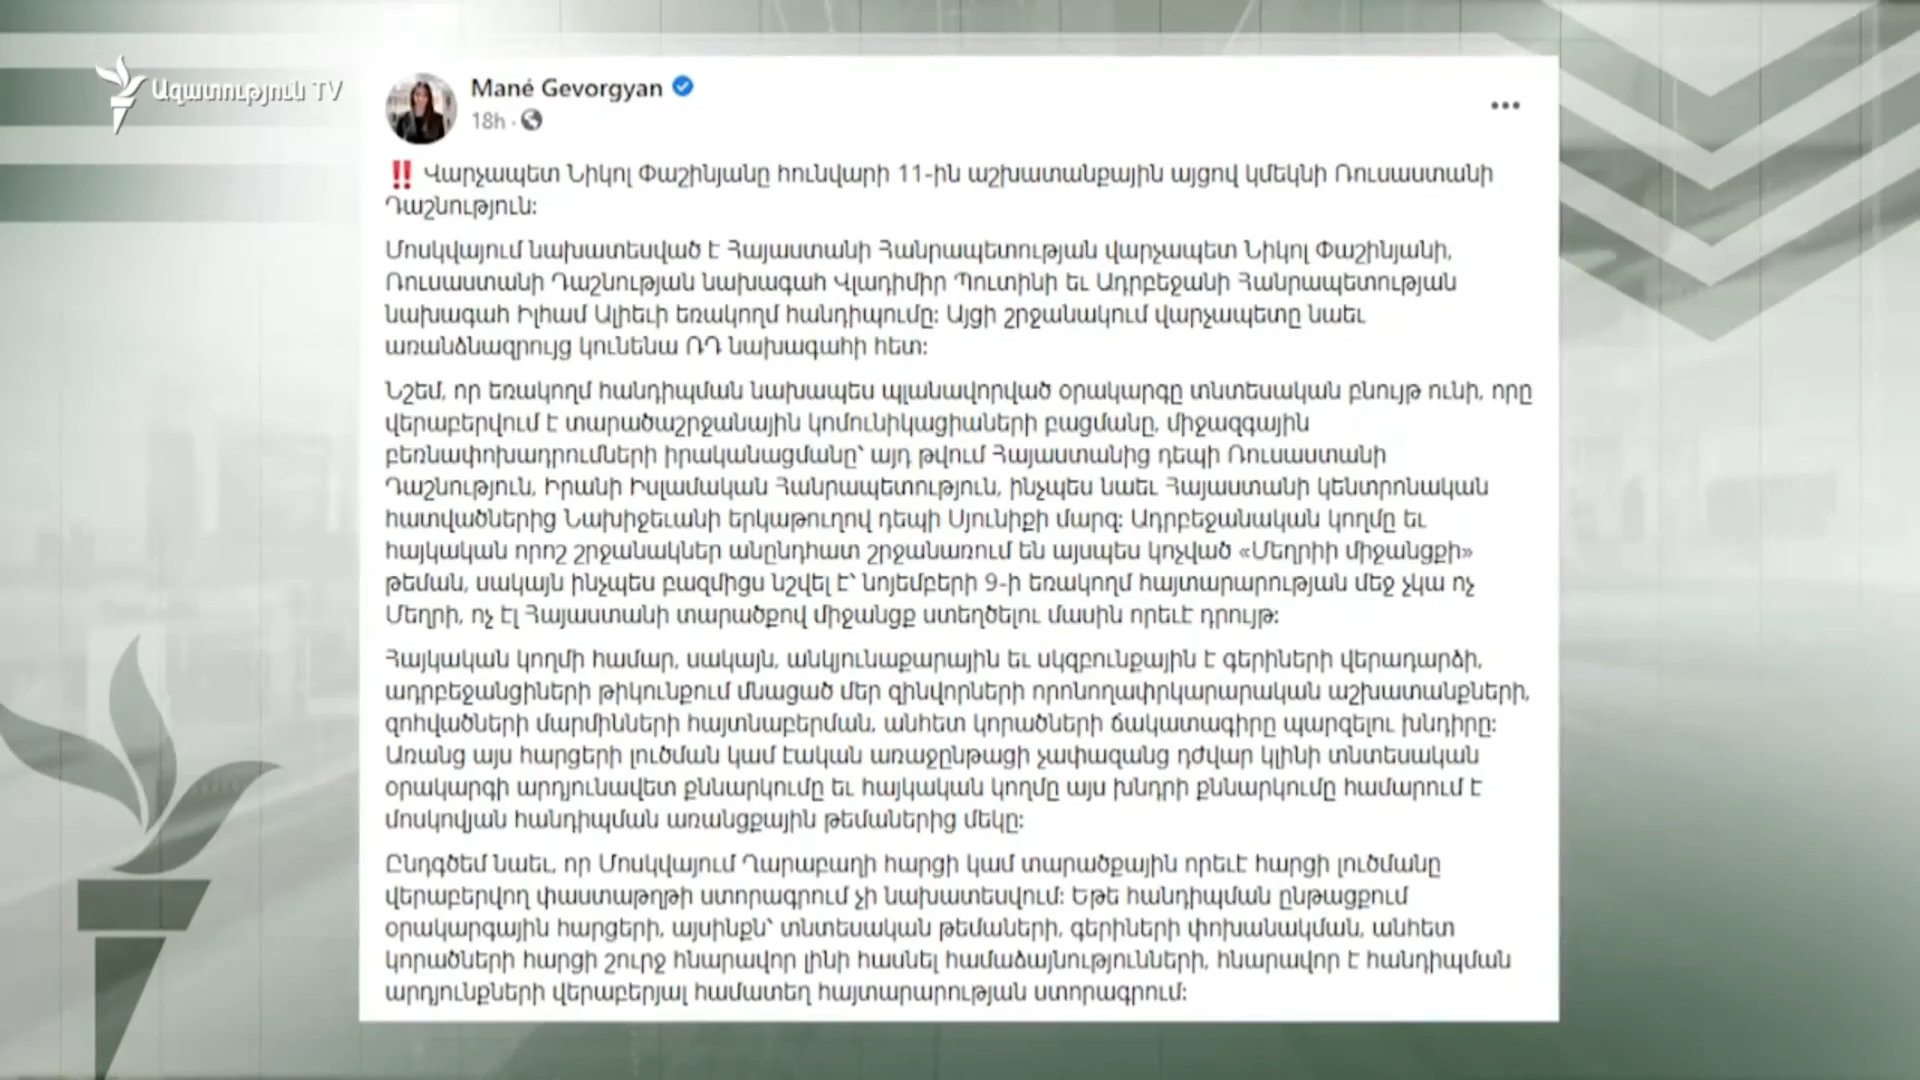 Ազատություն TV
Mané Gevorgyan
18h ·
‼ Վարչապետ Նիկոլ Փաշինյանը հունվարի 11-ին աշխատանքային այցով կմեկնի Ռուսաստանի
Դաշնություն:
Մոսկվայում նախատեսված է Հայաստանի Հանրապետության վարչապետ Նիկոլ Փաշինյանի,
Ռուսաստանի Դաշնության նախագահ Վլադիմիր Պուտինի եւ Ադրբեջանի Հանրապետության
նախագահ Իլհամ Ալիեւի եռակողմ հանդիպումը: Այցի շրջանակում վարչապետը նաեւ
առանձնազրույց կունենա ՌԴ նախագահի հետ:
Նշեմ, որ եռակողմ հանդիպման նախապես պլանավորված օրակարգը տնտեսական բնույթ ունի, որը
վերաբերվում է տարածաշրջանային կոմունիկացիաների բացմանը, միջազգային
բեռնափոխադրումների իրականացմանը՝ այդ թվում Հայաստանից դեպի Ռուսաստանի
Դաշնություն, Իրանի Իսլամական Հանրապետություն, ինչպես նաեւ Հայաստանի կենտրոնական
հատվածներից Նախիջեւանի երկաթուղով դեպի Սյունիքի մարզ: Ադրբեջանական կողմը եւ
հայկական որոշ շրջանակներ անընդհատ շրջանառում են այսպես կոչված «Մեղրիի միջանցքի»
թեման, սակայն ինչպես բազմիցս նշվել է՝ նոյեմբերի 9-ի եռակողմ հայտարարության մեջ չկա ոչ
Մեղրի, ոչ էլ Հայաստանի տարածքով միջանցք ստեղծելու մասին որեւէ դրույթ:
Հայկական կողմի համար, սակայն, անկյունաքարային եւ սկզբունքային է գերիների վերադարձի,
ադրբեջանցիների թիկունքում մնացած մեր զինվորների որոնողափրկարարական աշխատանքների,
զոհվածների մարմինների հայտնաբերման, անհետ կորածների ճակատագիրը պարզելու խնդիրը:
Առանց այս հարցերի լուծման կամ էական առաջընթացի չափազանց դժվար կլինի տնտեսական
օրակարգի արդյունավետ քննարկումը եւ հայկական կողմը այս խնդրի քննարկումը համարում է
մոսկովյան հանդիպման առանցքային թեմաներից մեկը:
Ընդգծեմ նաեւ, որ Մոսկվայում Ղարաբաղի հարցի կամ տարածքային որեւէ հարցի լուծմանը
վերաբերվող փաստաթղթի ստորագրում չի նախատեսվում: Եթե հանդիպման ընթացքում
օրակարգային հարցերի, այսինքն՝ տնտեսական թեմաների, գերիների փոխանակման, անհետ
կորածների հարցի շուրջ հնարավոր լինի հասնել համաձայնությունների, հնարավոր է հանդիպման
արդյունքների վերաբերյալ համատեղ հայտարարության ստորագրում: